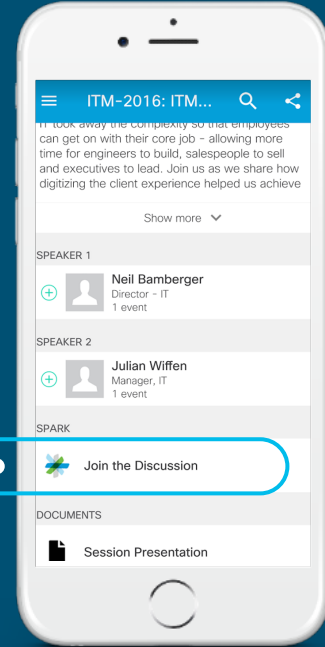 ITM-2016: ITM...
IT took away the complexity so that employees
can get on with their core job - allowing more
time for engineers to build, salespeople to sell
and executives to lead. Join us as we share how
digitizing the client experience helped us achieve
Show more
SPEAKER 1
Neil Bamberger
Director - IT
1 event
SPEAKER 2
Julian Wiffen
Manager, IT
1 event
SPARK
Join the Discussion
DOCUMENTS
Session Presentation